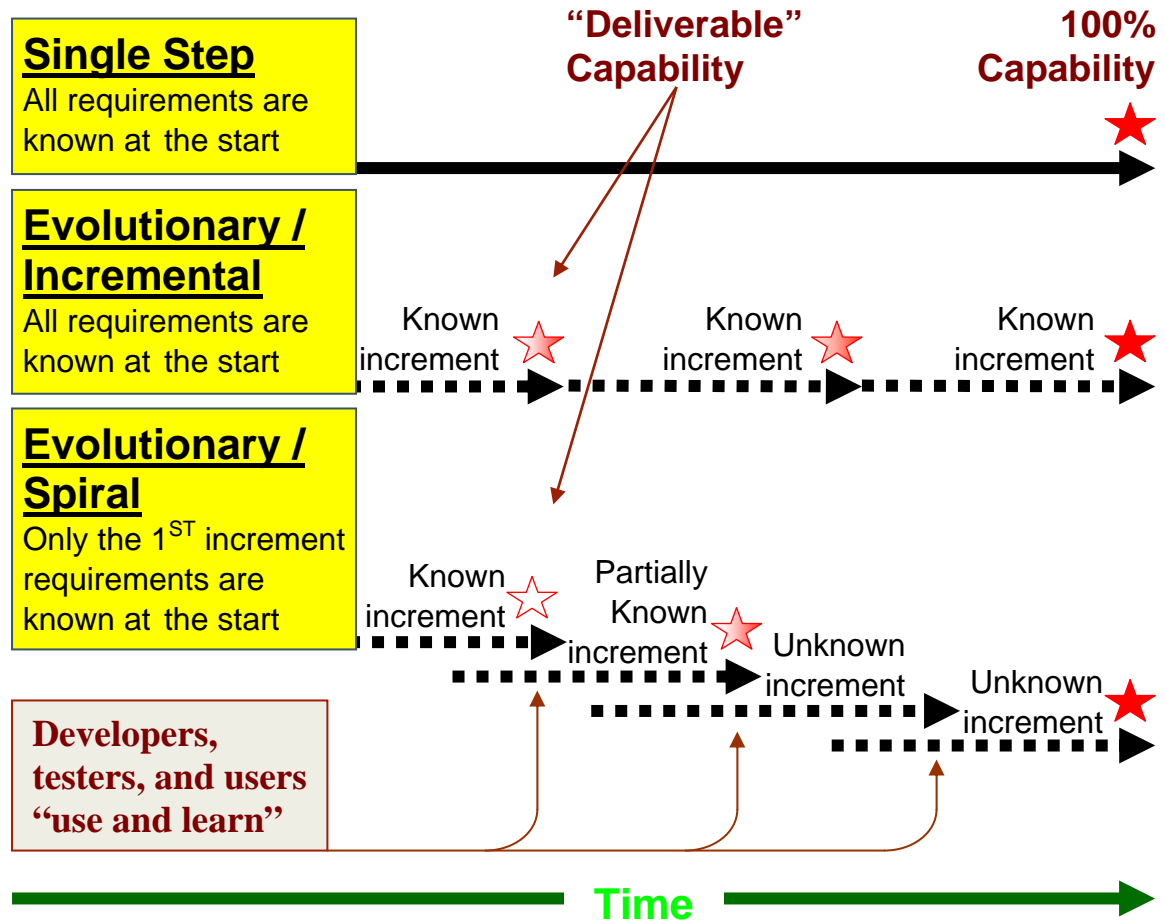 “Deliverable”
Capability
100%
Capability
Single Step
All requirements are
known at the start
Evolutionary /
Incremental
All requirements are
known at the start
Known
increment
Known
increment
Known
increment
Evolutionary /
Spiral
Only the 1ST increment
requirements are
known at the start
Known
increment
Partially
Known
increment
Unknown
increment
Unknown
increment
Developers,
testers, and users
“use and learn”
Time